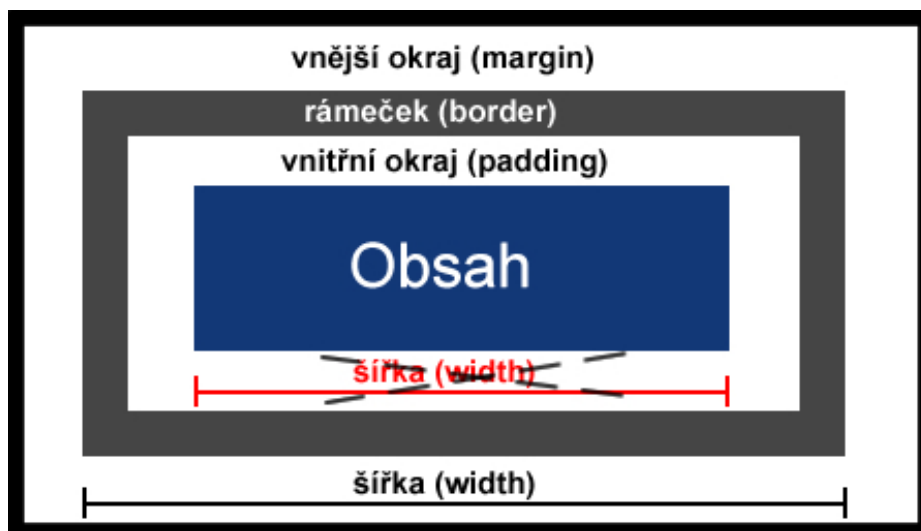 vnější okraj (margin)
rámeček (border)
vnitřní okraj (padding)
Obsah
šířka (width)
šířka (width)